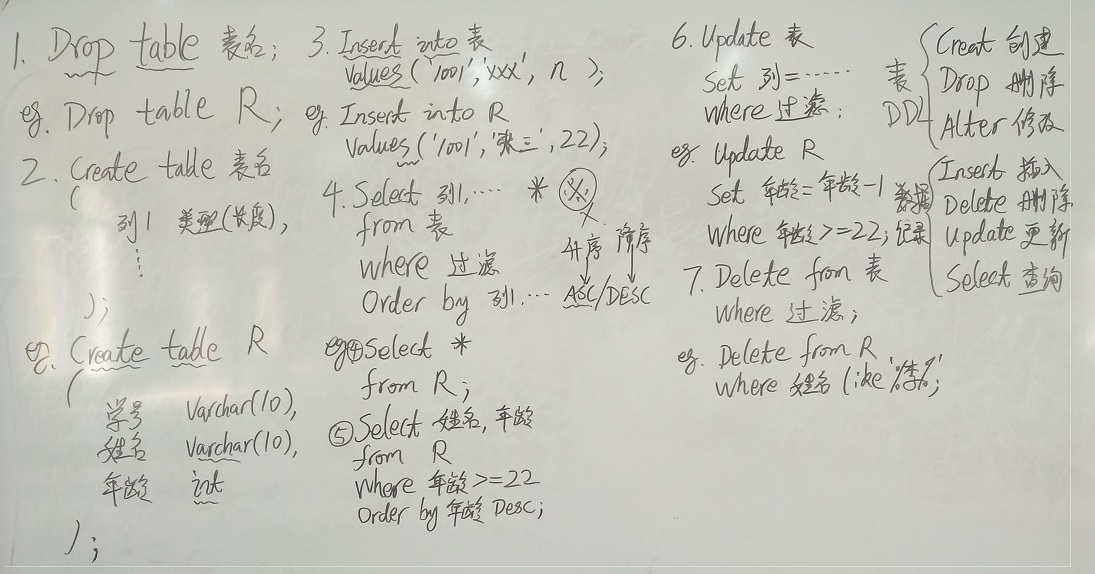 1. Drop table 表名;
eg. Drop table R;
2. Create table 表名
(
列1 类型(长度),
⋮
);
eg. Create table R
(
学号 Varchar(10),
姓名 Varchar(10),
年龄 int
);
3. Insert into 表
Values('1001','xxx', n );
eg. Insert into R
Values('1001','张三',22);
4. Select 列1,…… *
from 表
where 过滤
升序 降序
Order by 列1,… ASC/DESC
eg④Select *
from R;
⑤Select 姓名,年龄
from R
Where 年龄>=22
Order by 年龄 Desc;
6. Update 表
Set 列=……
where 过滤;
eg. Update R
Set 年龄=年龄-1
Where 年龄>=22;
7. Delete from 表
Where 过滤;
eg. Delete from R
Where 姓名 like '%李%';
表
DDL
Creat 创建
Drop 删除
Alter 修改
数据
记录
Insert 插入
Delete 删除
Update 更新
Select 查询